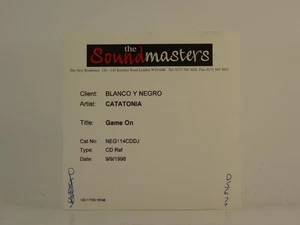 the
Soundmasters
Client: BLANCO Y NEGRO
Artist: CATATONIA
Title: Game On
Cat No: NEG114CDDJ
Type: CD Ref
Date: 9/9/1998